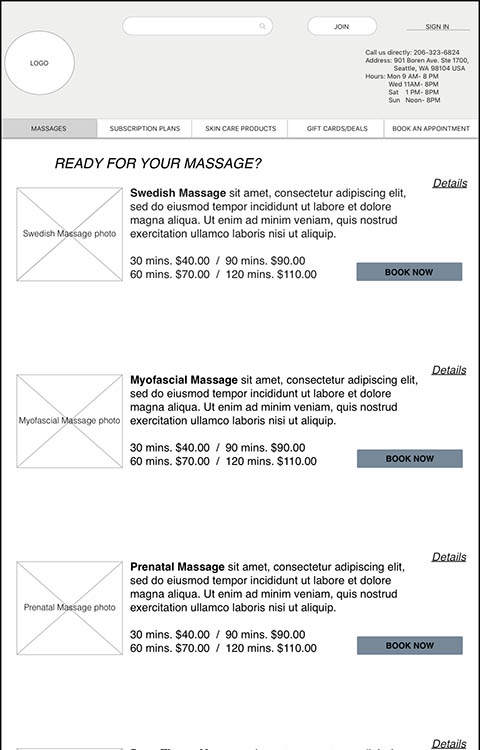 JOIN
SIGN IN
LOGO
Call us directly: 206-323-6824
Address: 901 Boren Ave. Ste 1700,
Seattle, WA 98104 USA
Hours: Mon 9 AM- 8 PM
Wed 11AM- 8PM
Sat 1 PM- 8PM
Sun Noon- 8PM
MASSAGES
SUBSCRIPTION PLANS
SKIN CARE PRODUCTS
GIFT CARDS/DEALS
BOOK AN APPOINTMENT
READY FOR YOUR MASSAGE?
Details
Swedish Massage photo
Swedish Massage sit amet, consectetur adipiscing elit,
sed do eiusmod tempor incididunt ut labore et dolore
magna aliqua. Ut enim ad minim veniam, quis nostrud
exercitation ullamco laboris nisi ut aliquip.
30 mins. $40.00 / 90 mins. $90.00
60 mins. $70.00 / 120 mins. $110.00
BOOK NOW
Details
Myofascial Massage photo
Myofascial Massage sit amet, consectetur adipiscing elit,
sed do eiusmod tempor incididunt ut labore et dolore
magna aliqua. Ut enim ad minim veniam, quis nostrud
exercitation ullamco laboris nisi ut aliquip.
30 mins. $40.00 / 90 mins. $90.00
60 mins. $70.00 / 120 mins. $110.00
BOOK NOW
Details
Prenatal Massage photo
Prenatal Massage sit amet, consectetur adipiscing elit,
sed do eiusmod tempor incididunt ut labore et dolore
magna aliqua. Ut enim ad minim veniam, quis nostrud
exercitation ullamco laboris nisi ut aliquip.
30 mins. $40.00 / 90 mins. $90.00
60 mins. $70.00 / 120 mins. $110.00
BOOK NOW
Details